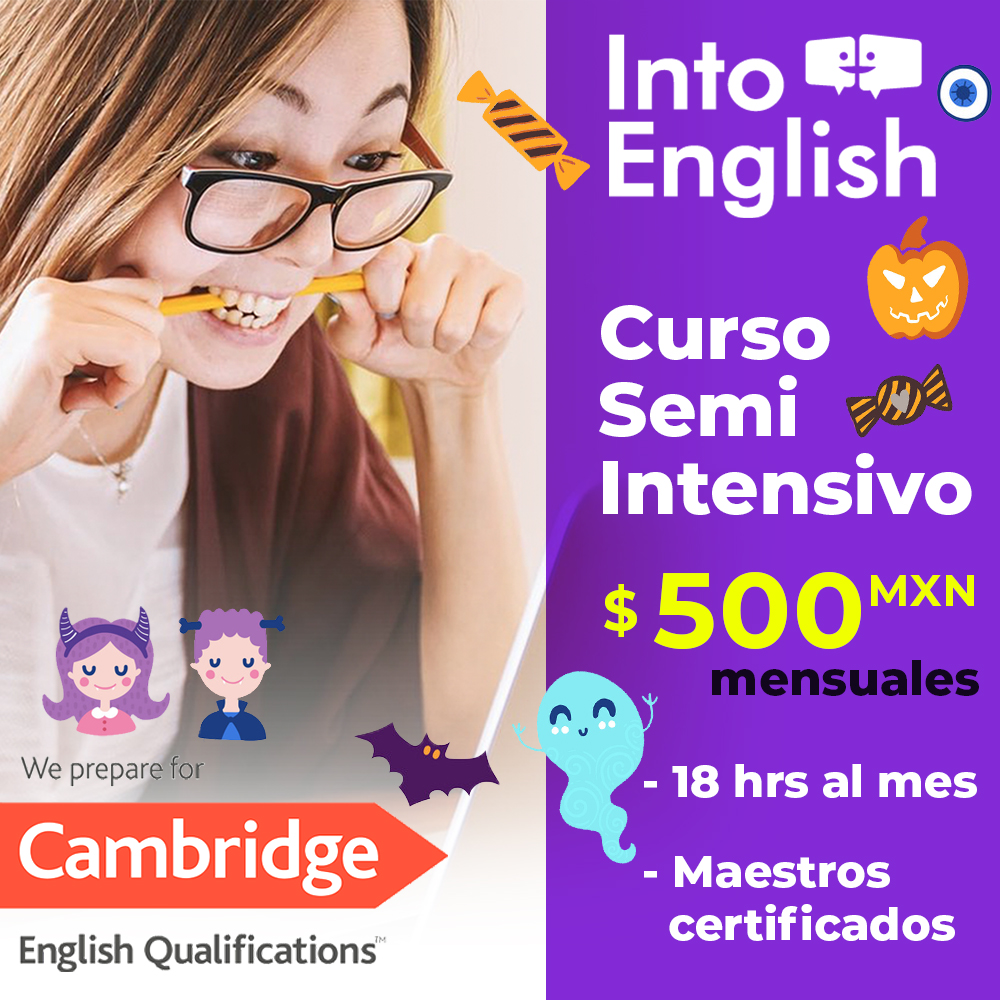 Into
English
Curso
Semi
Intensivo
$ 500 MXN
mensuales
- 18 hrs al mes
- Maestros
certificados
We prepare for
Cambridge
English Qualifications™